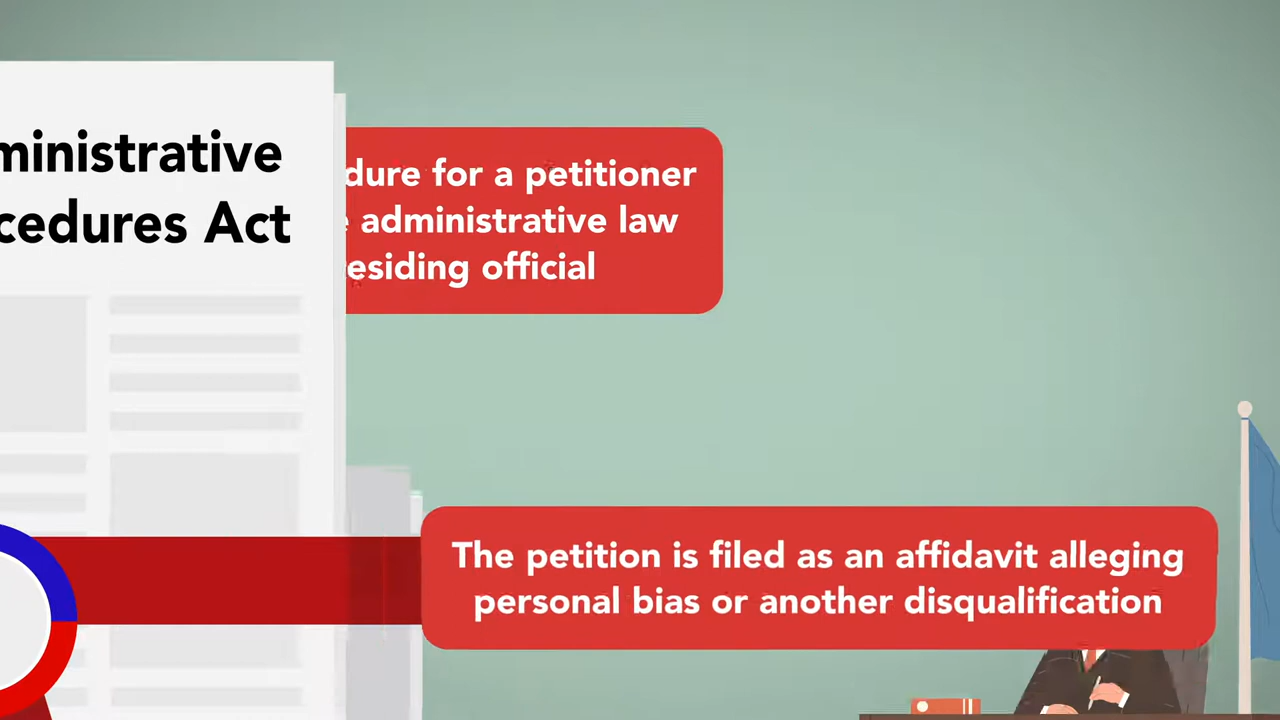 ministrative
cedures Act
dure for a petitioner
administrative law
esiding official
The petition is filed as an affidavit alleging
personal bias or another disqualification